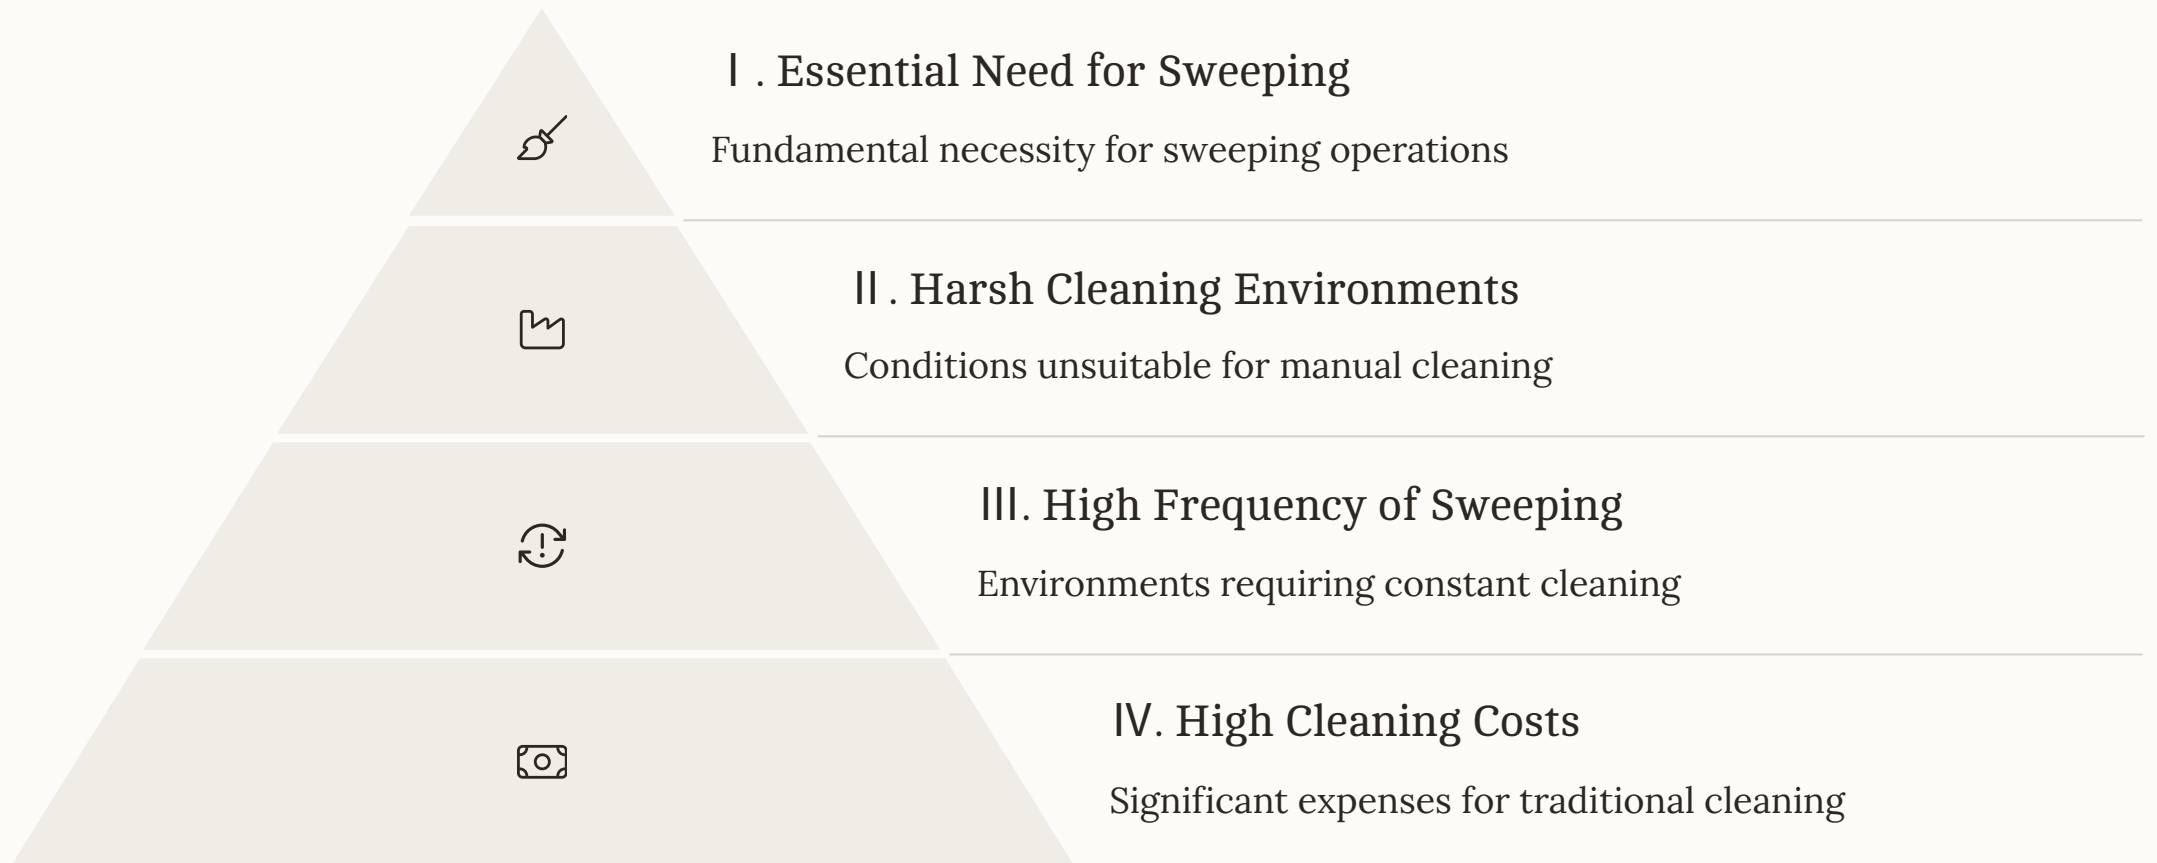 Ⅰ. Essential Need for Sweeping
Fundamental necessity for sweeping operations
Ⅱ. Harsh Cleaning Environments
Conditions unsuitable for manual cleaning
Ⅲ. High Frequency of Sweeping
Environments requiring constant cleaning
Ⅳ. High Cleaning Costs
Significant expenses for traditional cleaning